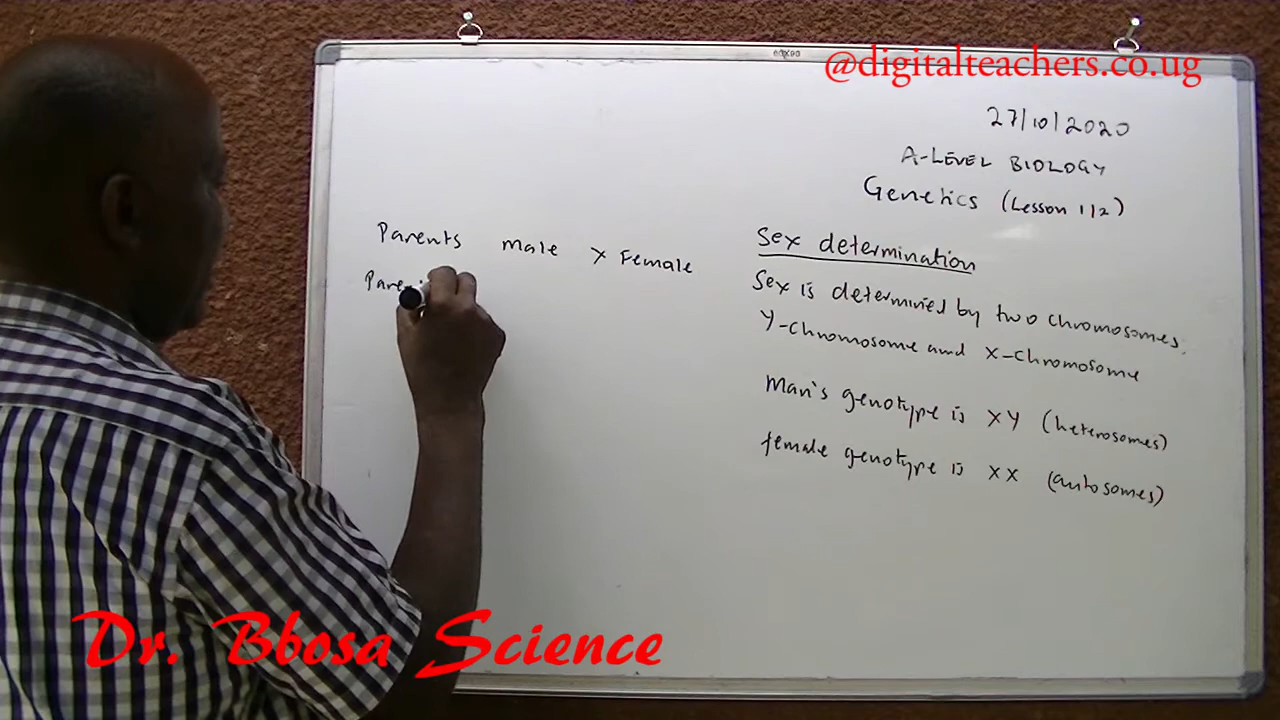 @digitalteachers.co.ug
27/10/2020
A-LEVEL BIOLOGY
Genetics (Lesson 1/2)
Sex determination
Sex is determined by two chromosomes.
Y-chromosome and X-chromosome
Man's genotype is XY (heterosomes)
female genotype is XX (autosomes)
Parents male X Female
Pare
Dr. Bbosa Science